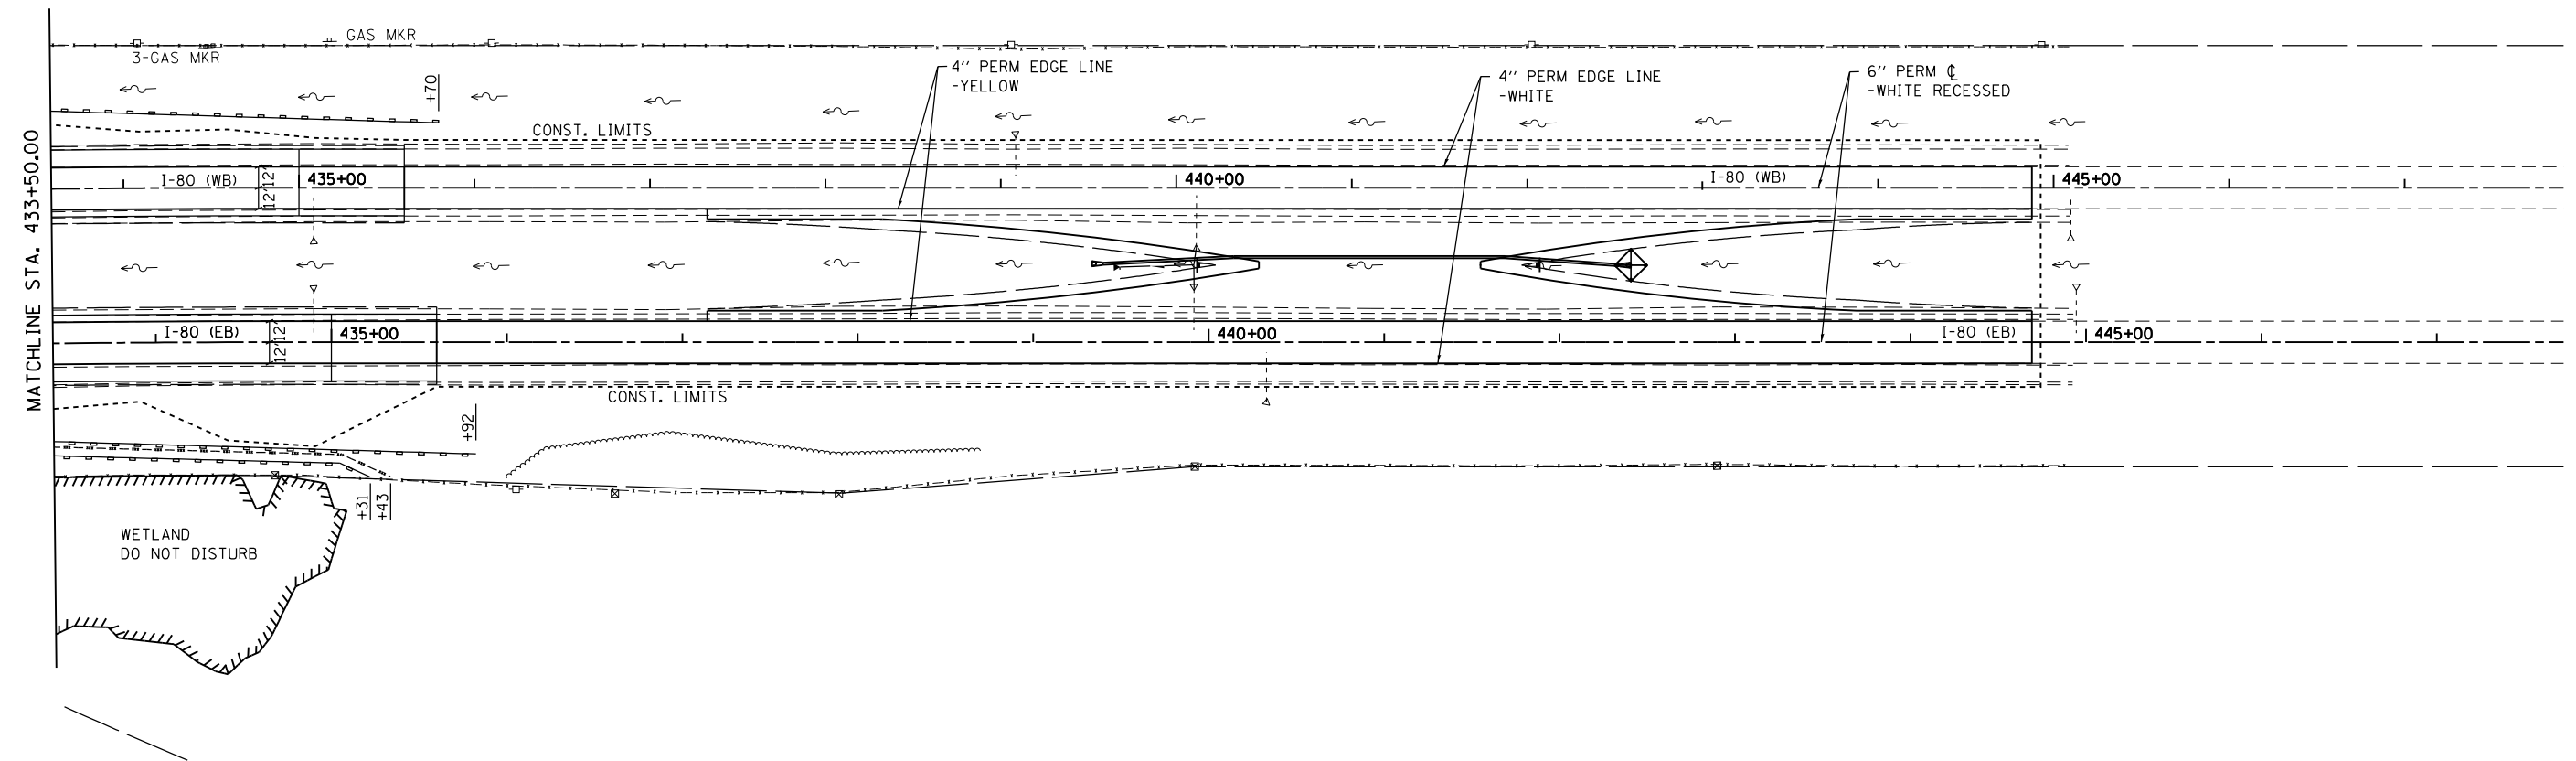 GAS MKR
3-GAS MKR
+70
4" PERM EDGE LINE
-YELLOW
4" PERM EDGE LINE
-WHITE
6" PERM ℄
-WHITE RECESSED
CONST. LIMITS
MATCHLINE STA. 433+50.00
I-80 (WB)
12'
12'
435+00
440+00
I-80 (WB)
445+00
I-80 (EB)
12'
12'
435+00
440+00
I-80 (EB)
445+00
CONST. LIMITS
+92
+31
+43
WETLAND
DO NOT DISTURB